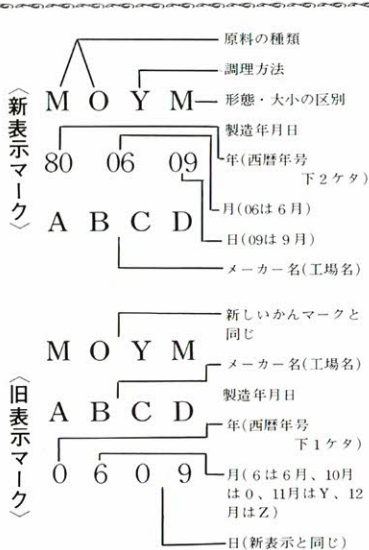 〈新表示マーク〉
原料の種類
調理方法
M O Y M
形態・大小の区別
製造年月日
80 06 09
年(西暦年号
下2ケタ)
月(06は6月)
日(09は9月)
A B C D
メーカー名(工場名)
〈旧表示マーク〉
新しいかんマークと
同じ
M O Y M
メーカー名(工場名)
A B C D
製造年月日
年(西暦年号
下1ケタ)
0 6 0 9
月(6は6月、10月
は0、11月はY、12
月はZ)
日(新表示と同じ)